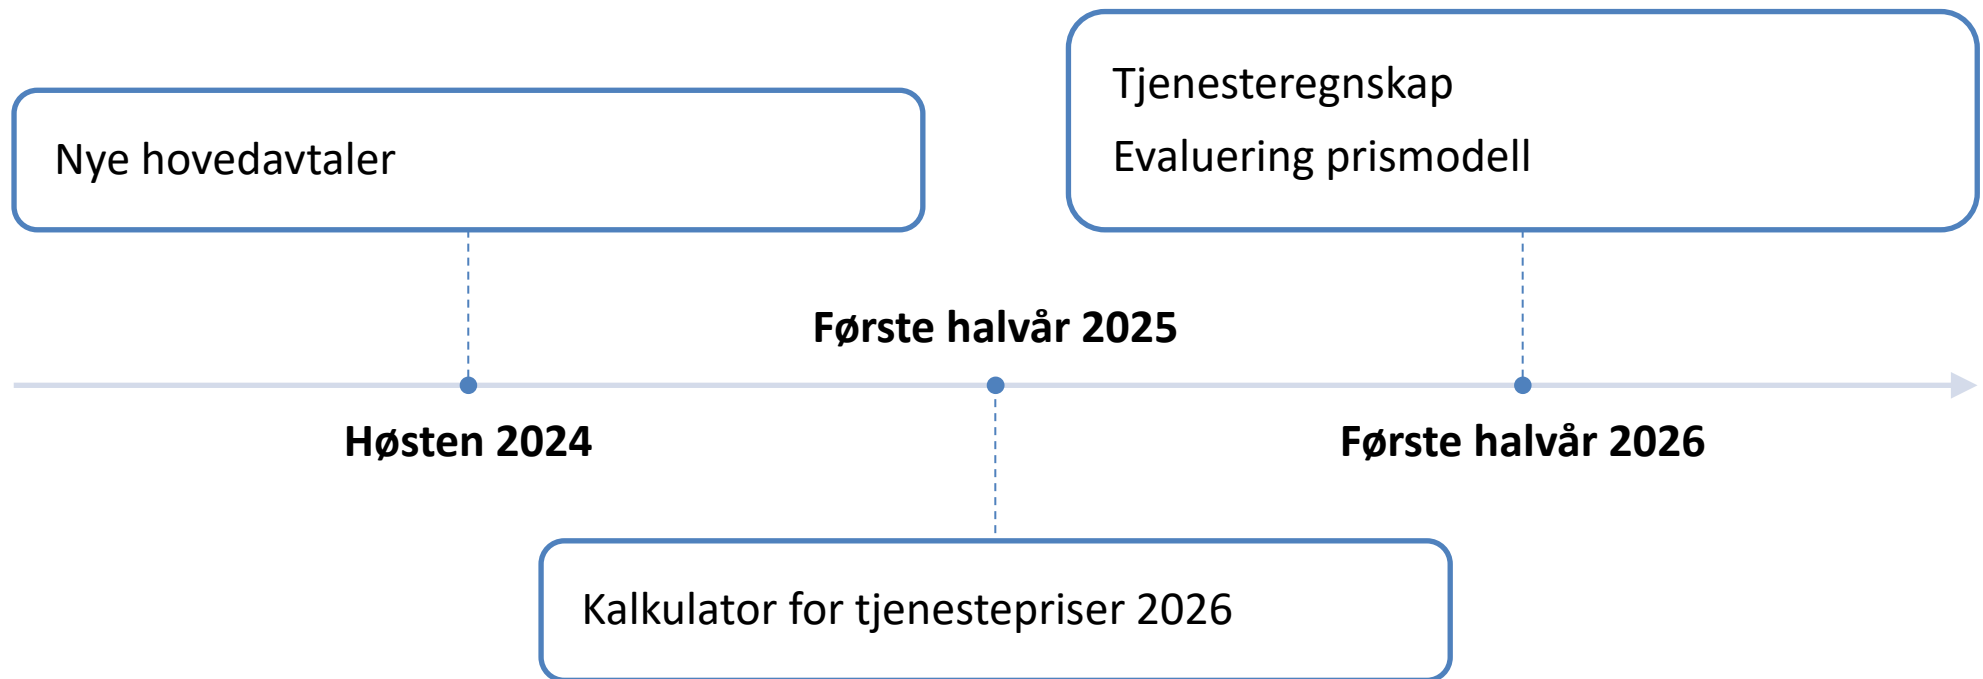 Nye hovedavtaler
Tjenesteregnskap
Evaluering prismodell
Første halvår 2025
Høsten 2024
Første halvår 2026
Kalkulator for tjenestepriser 2026